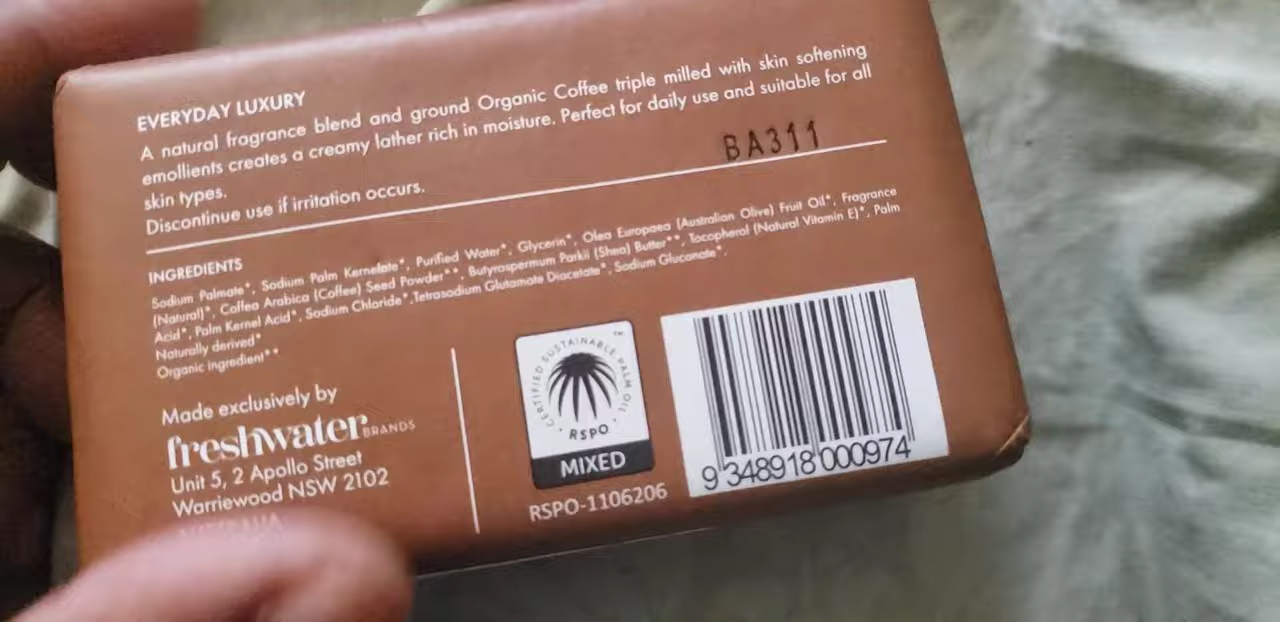 EVERYDAY LUXURY
A natural fragrance blend and ground Organic Coffee triple milled with skin softening
emollients creates a creamy lather rich in moisture. Perfect for daily use and suitable for all
skin types.
Discontinue use if irritation occurs.
BA311
INGREDIENTS
Sodium Palmate*, Sodium Palm Kernelate*, Purified Water*, Glycerin*, Olea Europaea (Australian Olive) Fruit Oil*, Fragrance
(Natural)*, Coffea Arabica (Coffee) Seed Powder**, Butyrospermum Parkii (Shea) Butter**, Tocopherol (Natural Vitamin E)*, Palm
Acid*, Palm Kernel Acid*, Sodium Chloride*,Tetrasodium Glutamate Diacetate*, Sodium Gluconate*.
Naturally derived*
Organic Ingredient**
Made exclusively by
freshwater BRANDS
Unit 5, 2 Apollo Street
Warriewood NSW 2102
AUSTRALIA
CERTIFIED SUSTAINABLE PALM OIL
TM
RSPO
MIXED
RSPO-1106206
9 348918 000974